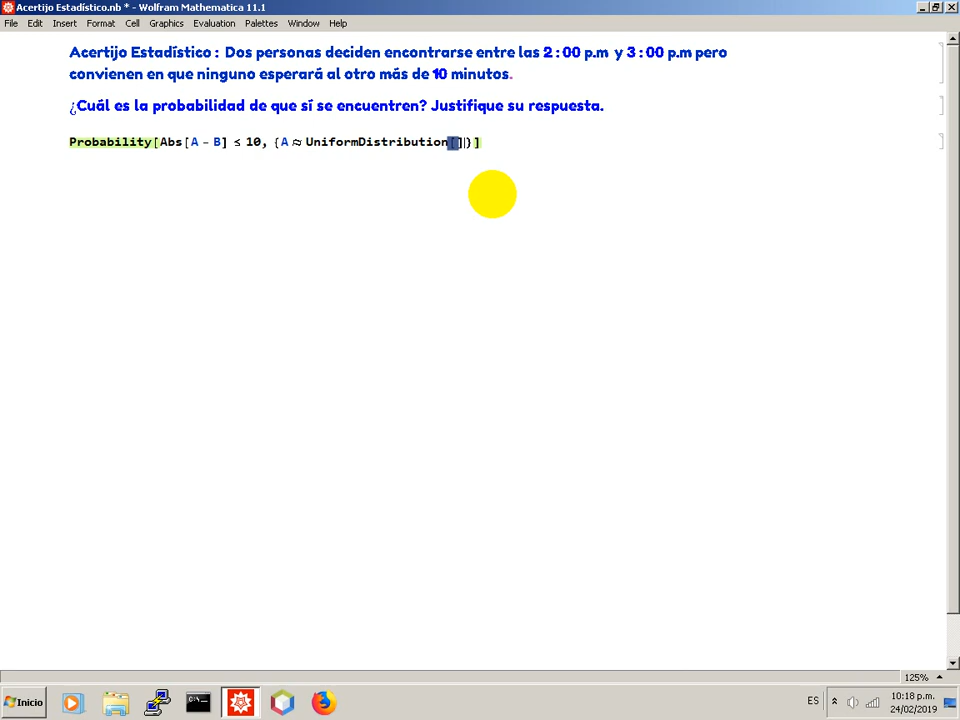 Acertijo Estadístico.nb * - Wolfram Mathematica 11.1
File Edit Insert Format Cell Graphics Evaluation Palettes Window Help
Acertijo Estadístico : Dos personas deciden encontrarse entre las 2 : 00 p.m y 3 : 00 p.m pero
convienen en que ninguno esperará al otro más de 10 minutos.
¿Cuál es la probabilidad de que sí se encuentren? Justifique su respuesta.
Probability[Abs[A - B] ≤ 10, {A ≈ UniformDistribution[]}]
125%
Inicio
ES
10:18 p.m.
24/02/2019